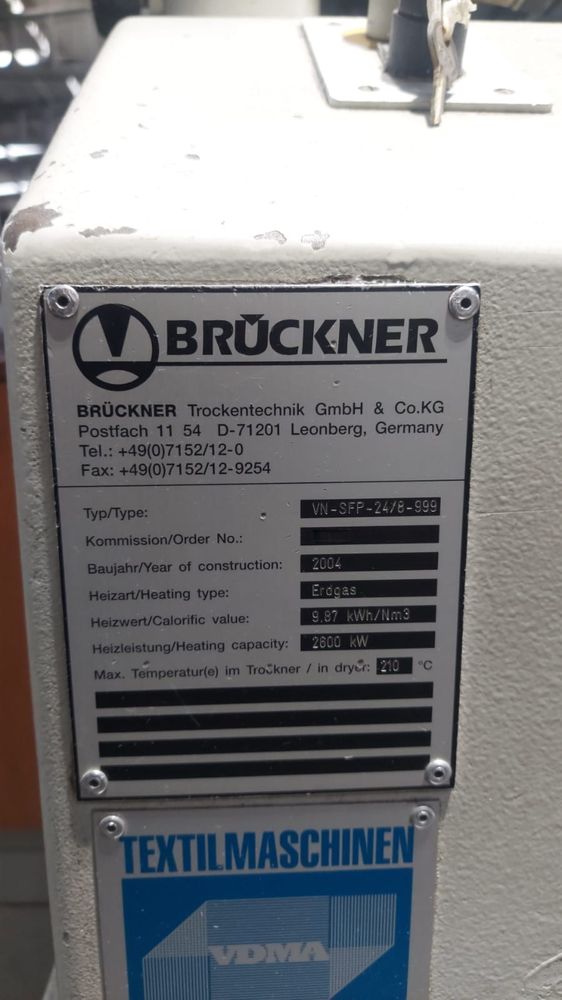 BRÜCKNER
BRÜCKNER Trockentechnik GmbH & Co.KG
Postfach 11 54 D-71201 Leonberg, Germany
Tel.: +49(0)7152/12-0
Fax: +49(0)7152/12-9254
Typ/Type: VN-SFP-24/8-999
Kommission/Order No.:
Baujahr/Year of construction: 2004
Heizart/Heating type: Erdgas
Heizwert/Calorific value: 9.87 kWh/Nm3
Heizleistung/Heating capacity: 2600 kW
Max. Temperatur(e) im Trockner / in dryer: 210 °C
TEXTILMASCHINEN
VDMA